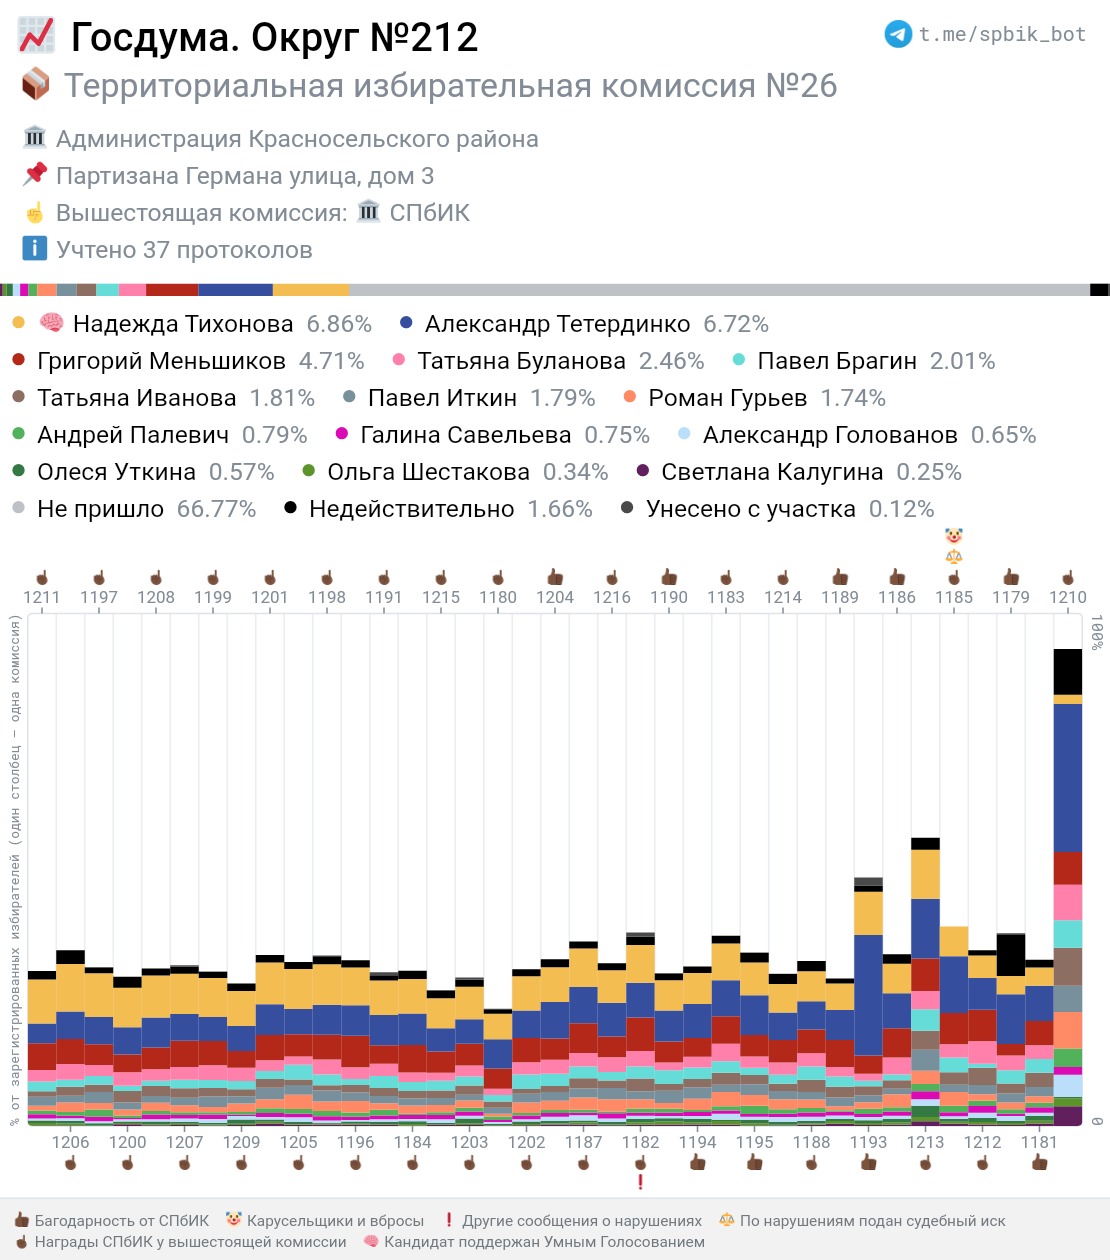 Госдума. Округ №212
t.me/spbik_bot
Территориальная избирательная комиссия №26
Администрация Красносельского района
Партизана Германа улица, дом 3
Вышестоящая комиссия: СПбИК
Учтено 37 протоколов
Надежда Тихонова 6.86% Александр Тетердинко 6.72%
Григорий Меньшиков 4.71% Татьяна Буланова 2.46% Павел Брагин 2.01%
Татьяна Иванова 1.81% Павел Иткин 1.79% Роман Гурьев 1.74%
Андрей Палевич 0.79% Галина Савельева 0.75% Александр Голованов 0.65%
Олеся Уткина 0.57% Ольга Шестакова 0.34% Светлана Калугина 0.25%
Не пришло 66.77% Недействительно 1.66% Унесено с участка 0.12%
1211 1197 1208 1199 1201 1198 1191 1215 1180 1204 1216 1190 1183 1214 1189 1186 1185 1179 1210
% от зарегистрированных избирателей (один столбец – одна комиссия)
100%
0
1206 1200 1207 1209 1205 1196 1184 1203 1202 1187 1182 1194 1195 1188 1193 1213 1212 1181
Багодарность от СПбИК Карусельщики и вбросы Другие сообщения о нарушениях По нарушениям подан судебный иск
Награды СПбИК у вышестоящей комиссии Кандидат поддержан Умным Голосованием